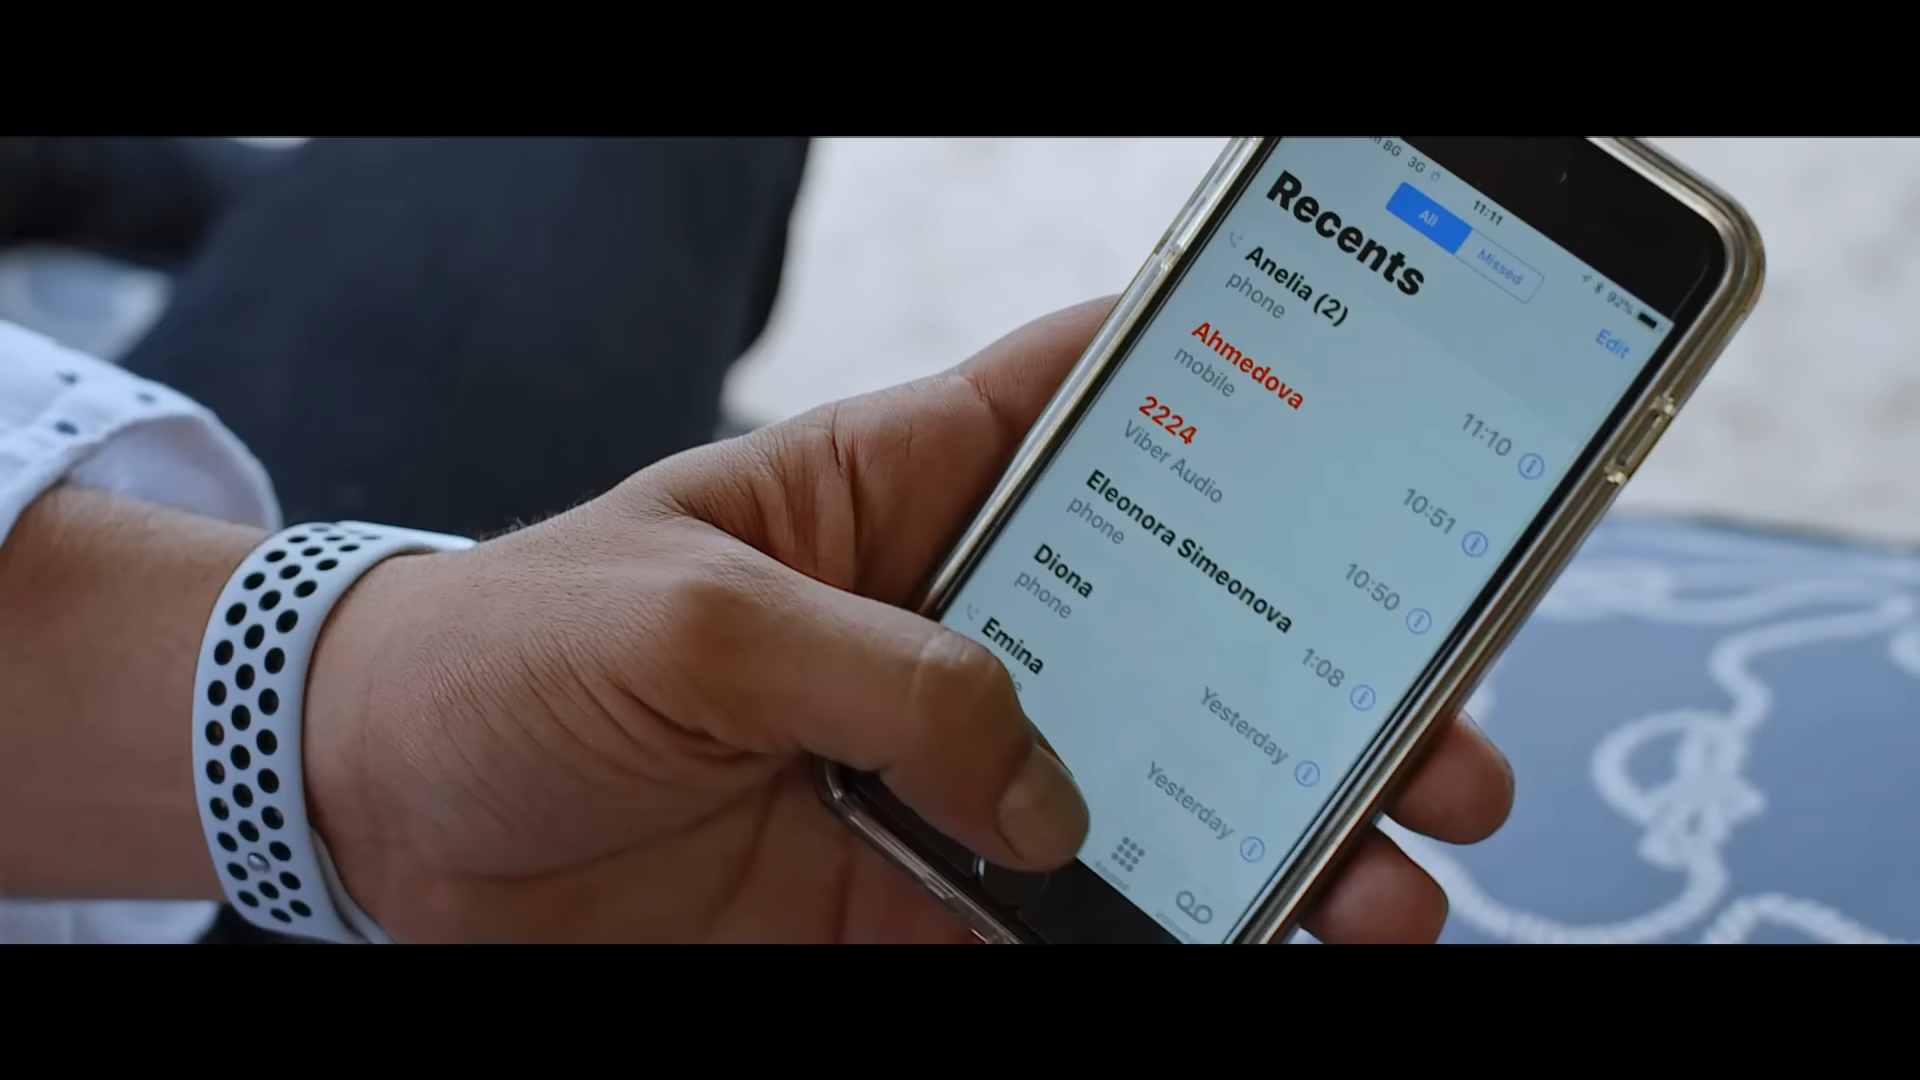 BG 3G
11:11
92%
All
Missed
Edit
Recents
Anelia (2)
phone
11:10
Ahmedova
mobile
10:51
2224
Viber Audio
10:50
Eleonora Simeonova
phone
1:08
Diona
phone
Yesterday
Emina
Yesterday